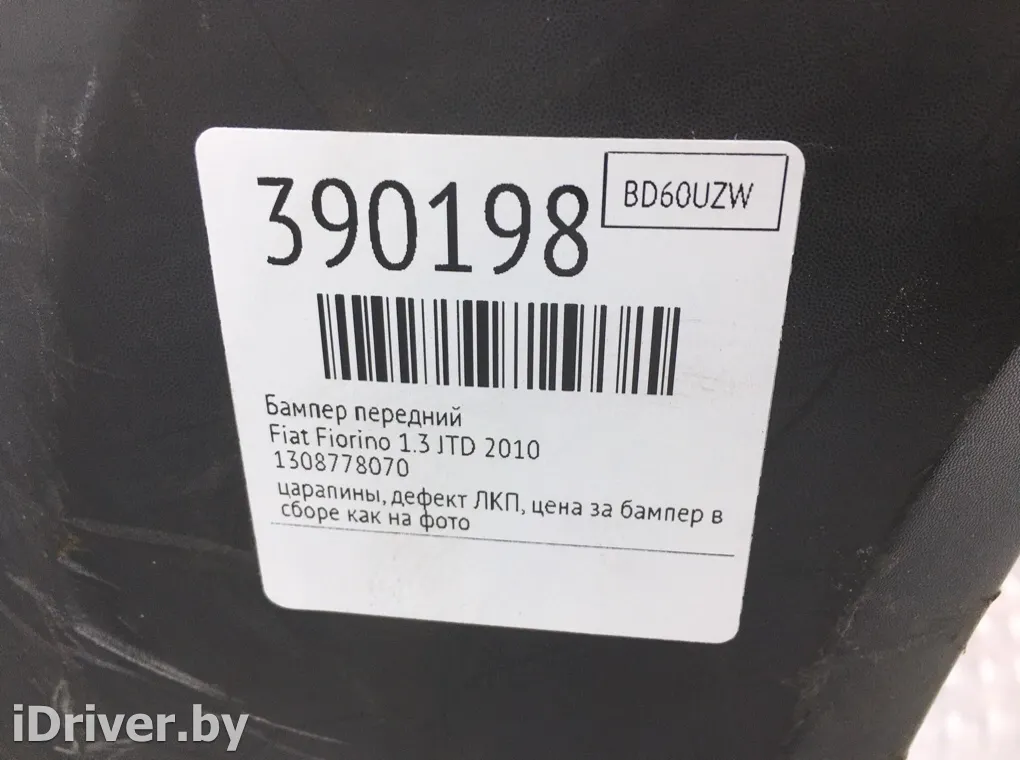 390198
BD60UZW
Бампер передний
Fiat Fiorino 1.3 JTD 2010
1308778070
царапины, дефект ЛКП, цена за бампер в
сборе как на фото
iDriver.by